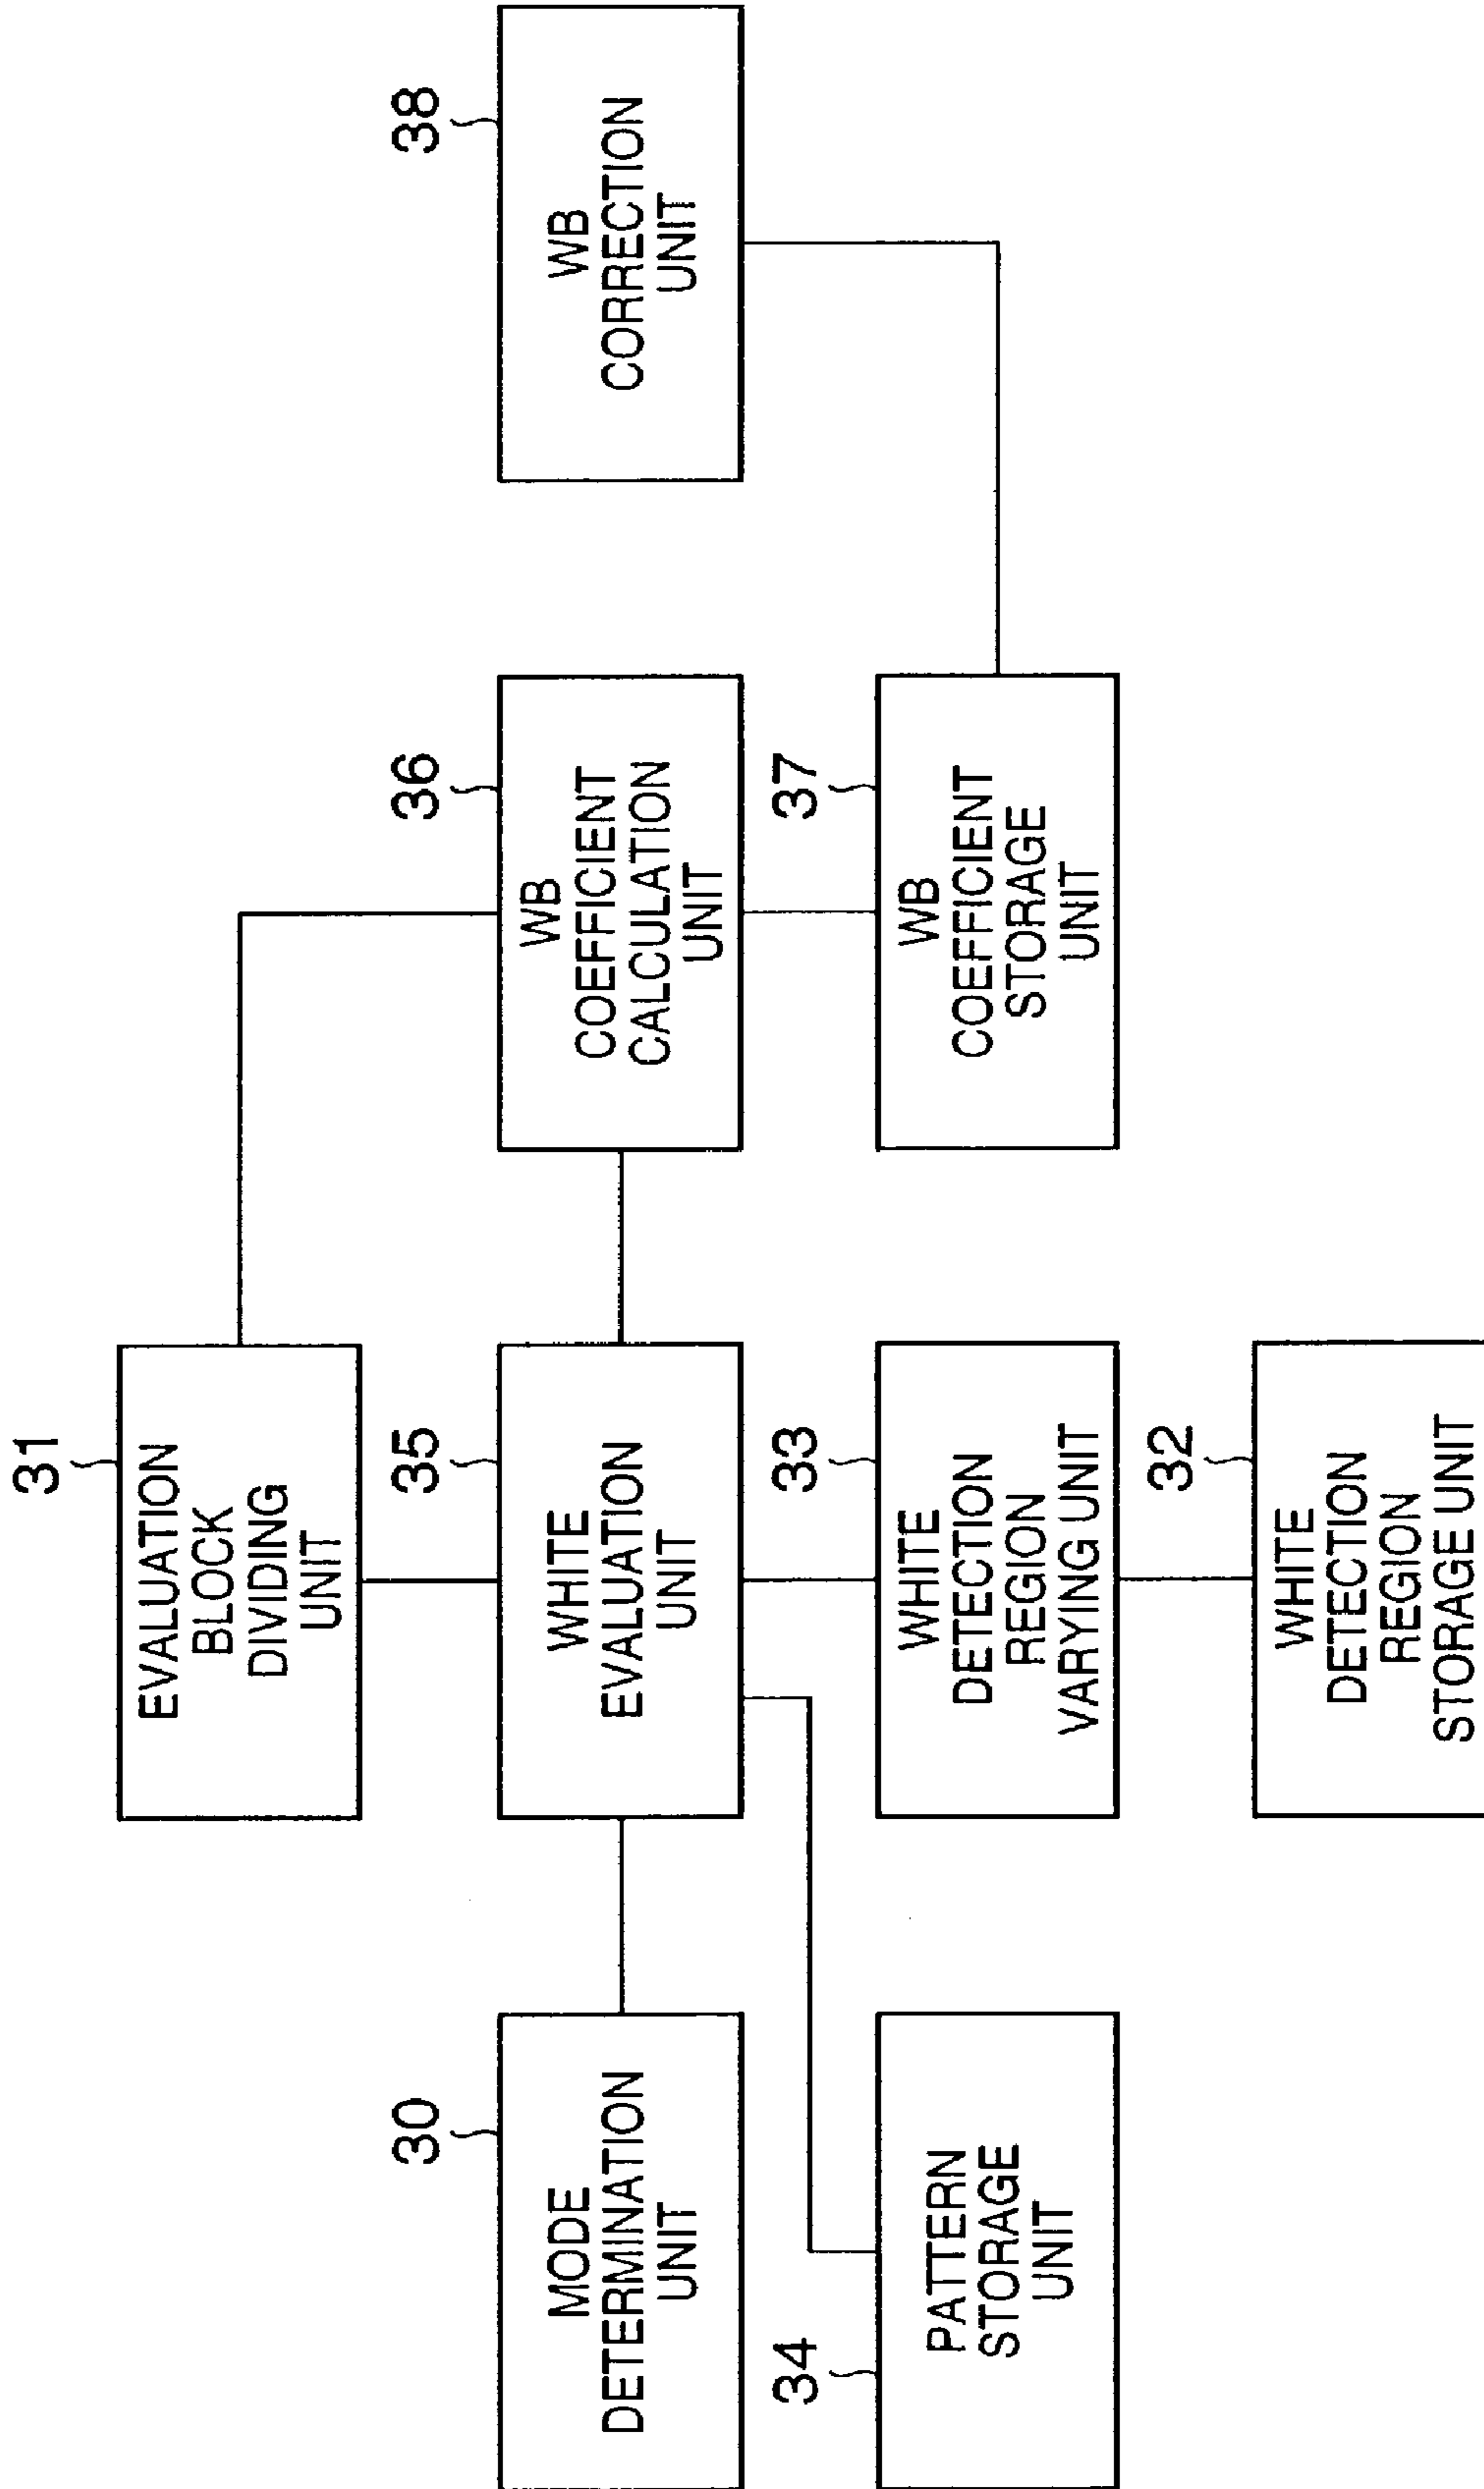 31
EVALUATION
BLOCK
DIVIDING
UNIT
30
MODE
DETERMINATION
UNIT
35
WHITE
EVALUATION
UNIT
36
WB
COEFFICIENT
CALCULATION
UNIT
38
WB
CORRECTION
UNIT
34
PATTERN
STORAGE
UNIT
33
WHITE
DETECTION
REGION
VARYING UNIT
37
WB
COEFFICIENT
STORAGE
UNIT
32
WHITE
DETECTION
REGION
STORAGE UNIT